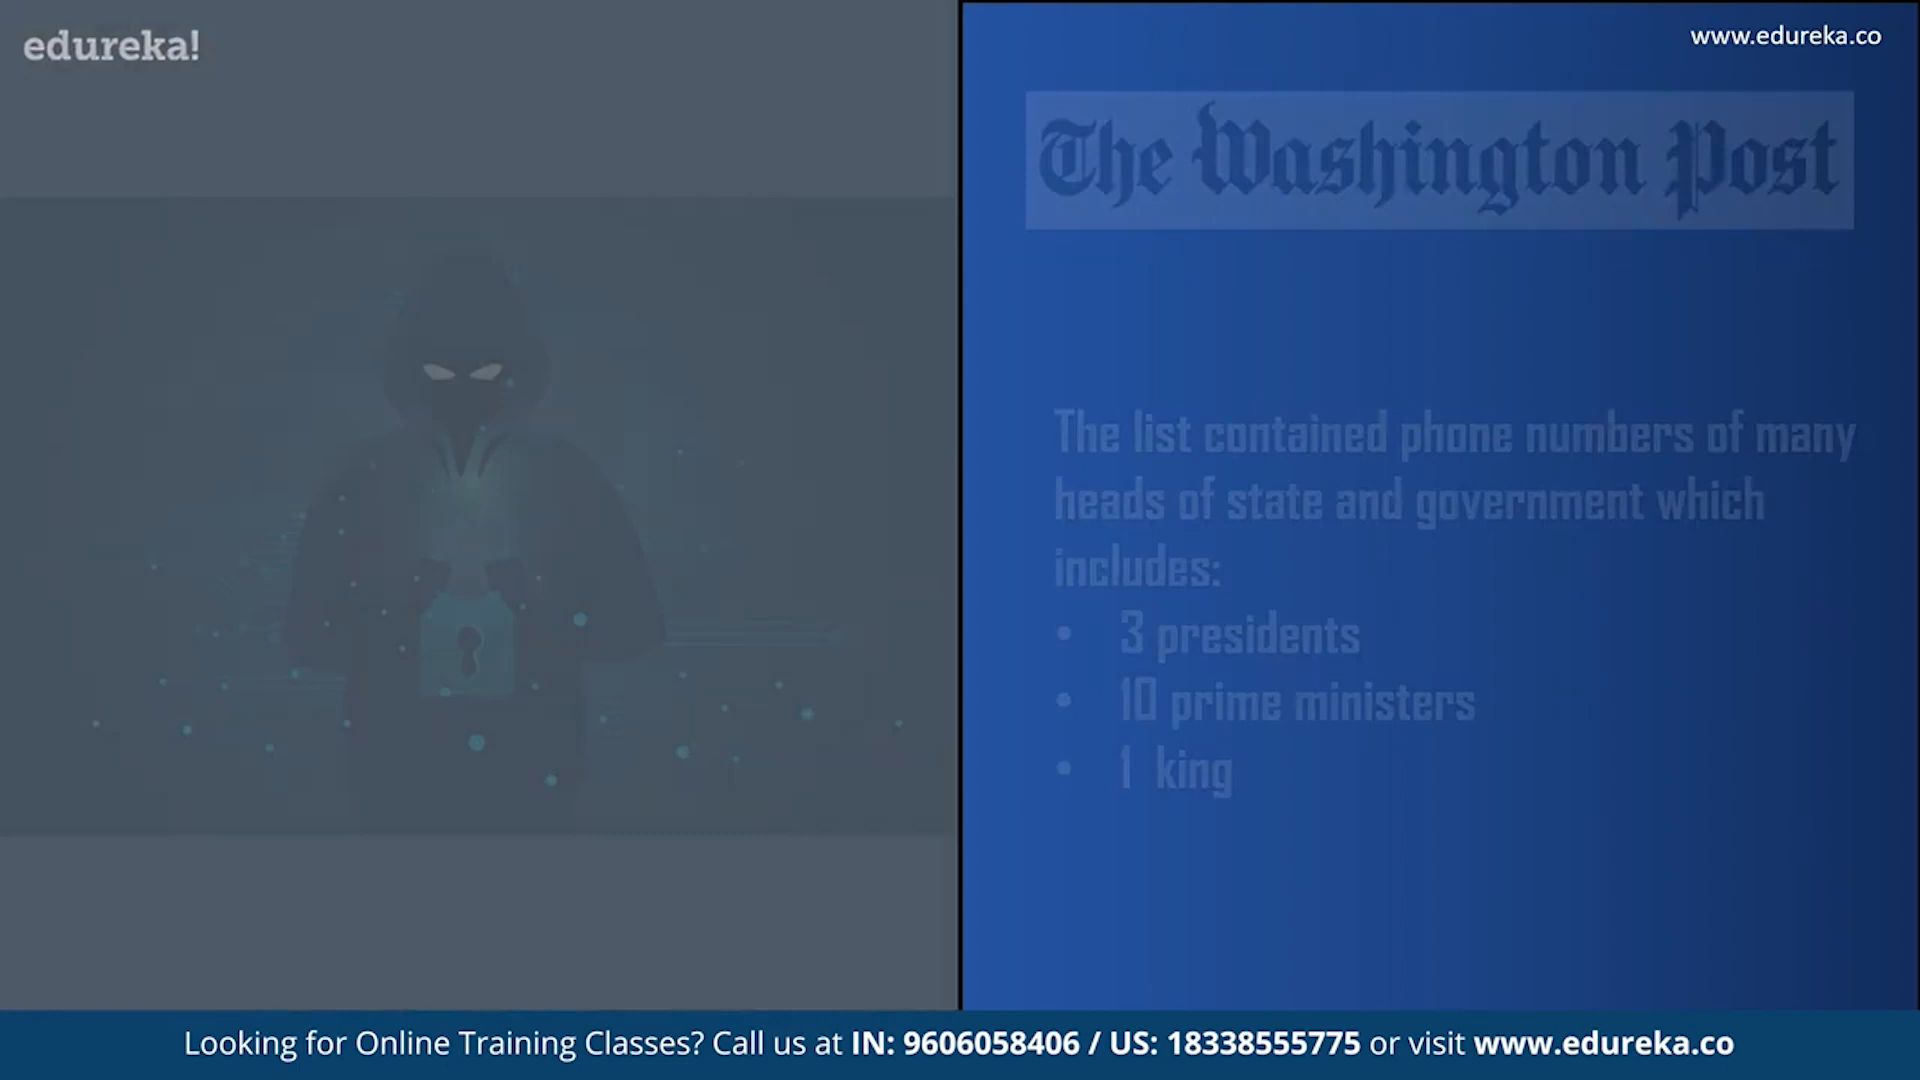 edureka!
www.edureka.co
The Washington Post
The list contained phone numbers of many
heads of state and government which
includes:
• 3 presidents
• 10 prime ministers
• 1 king
Looking for Online Training Classes? Call us at IN: 9606058406 / US: 18338555775 or visit www.edureka.co